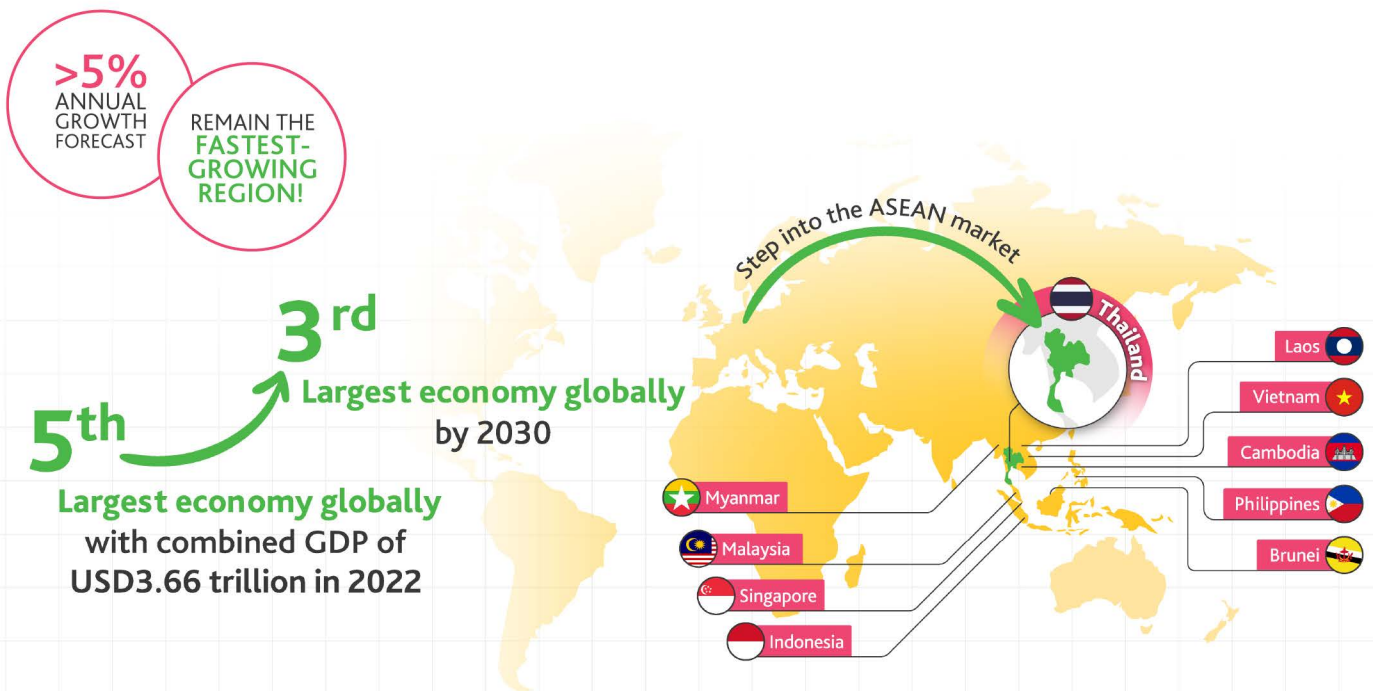 >5%
ANNUAL
GROWTH
FORECAST
REMAIN THE
FASTEST-
GROWING
REGION!
3rd
Largest economy globally
by 2030
5th
Largest economy globally
with combined GDP of
USD3.66 trillion in 2022
Step into the ASEAN market
Thailand
Laos
Vietnam
Cambodia
Philippines
Brunei
Myanmar
Malaysia
Singapore
Indonesia